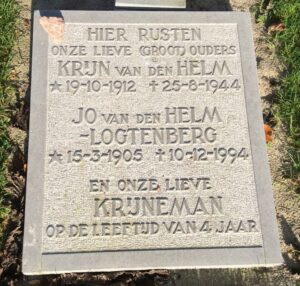 HIER RUSTEN
ONZE LIEVE (GROOT) OUDERS
KRIJN VAN DEN HELM
★ 19-10-1912 ✝ 25-8-1944
JO VAN DEN HELM
-LOGTENBERG
★ 15-3-1905 ✝ 10-12-1994
EN ONZE LIEVE
KRIJNEMAN
OP DE LEEFTIJD VAN 4 JAAR